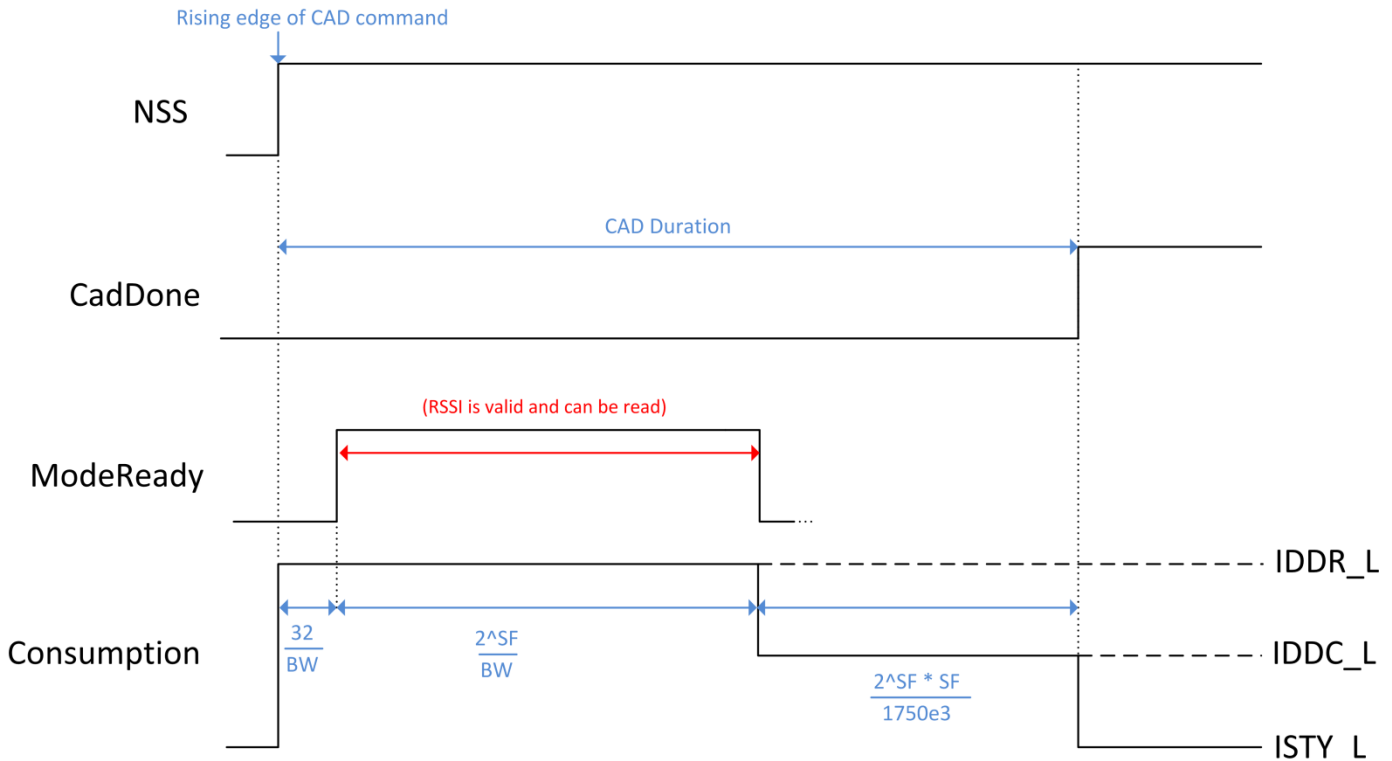 Rising edge of CAD command
NSS
CAD Duration
CadDone
(RSSI is valid and can be read)
ModeReady
IDDR_L
32
BW
2^SF
BW
Consumption
IDDC_L
2^SF * SF
1750e3
ISTY_L